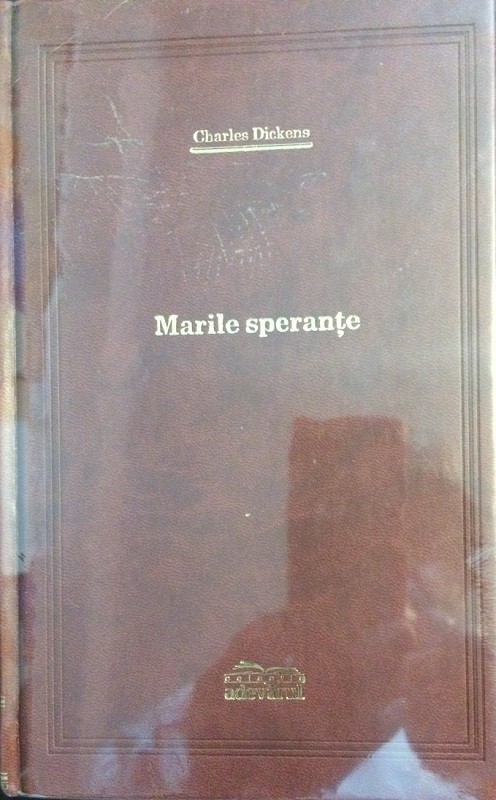 Charles Dickens
Marile speranțe
adevărul